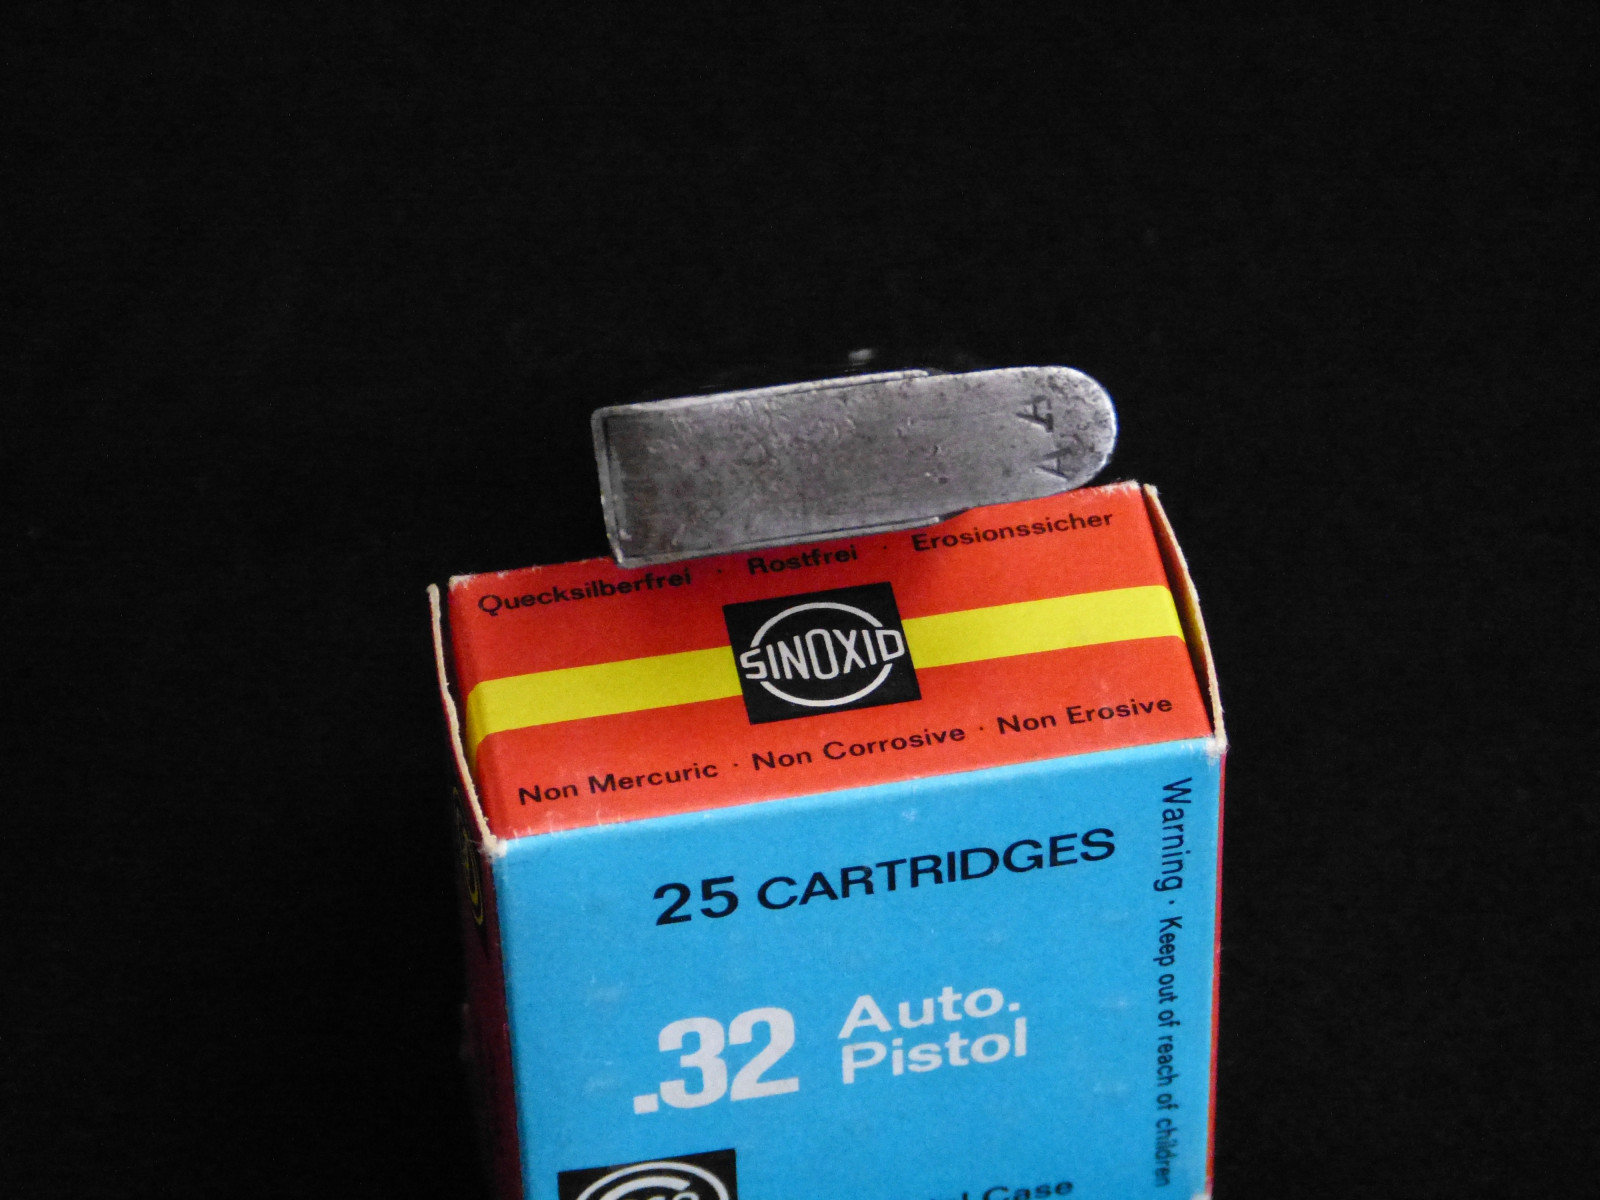 A A
Quecksilberfrei · Rostfrei · Erosionssicher
SINOXID
Non Mercuric · Non Corrosive · Non Erosive
25 CARTRIDGES
.32 Auto.
Pistol
Case
Warning · Keep out of reach of children